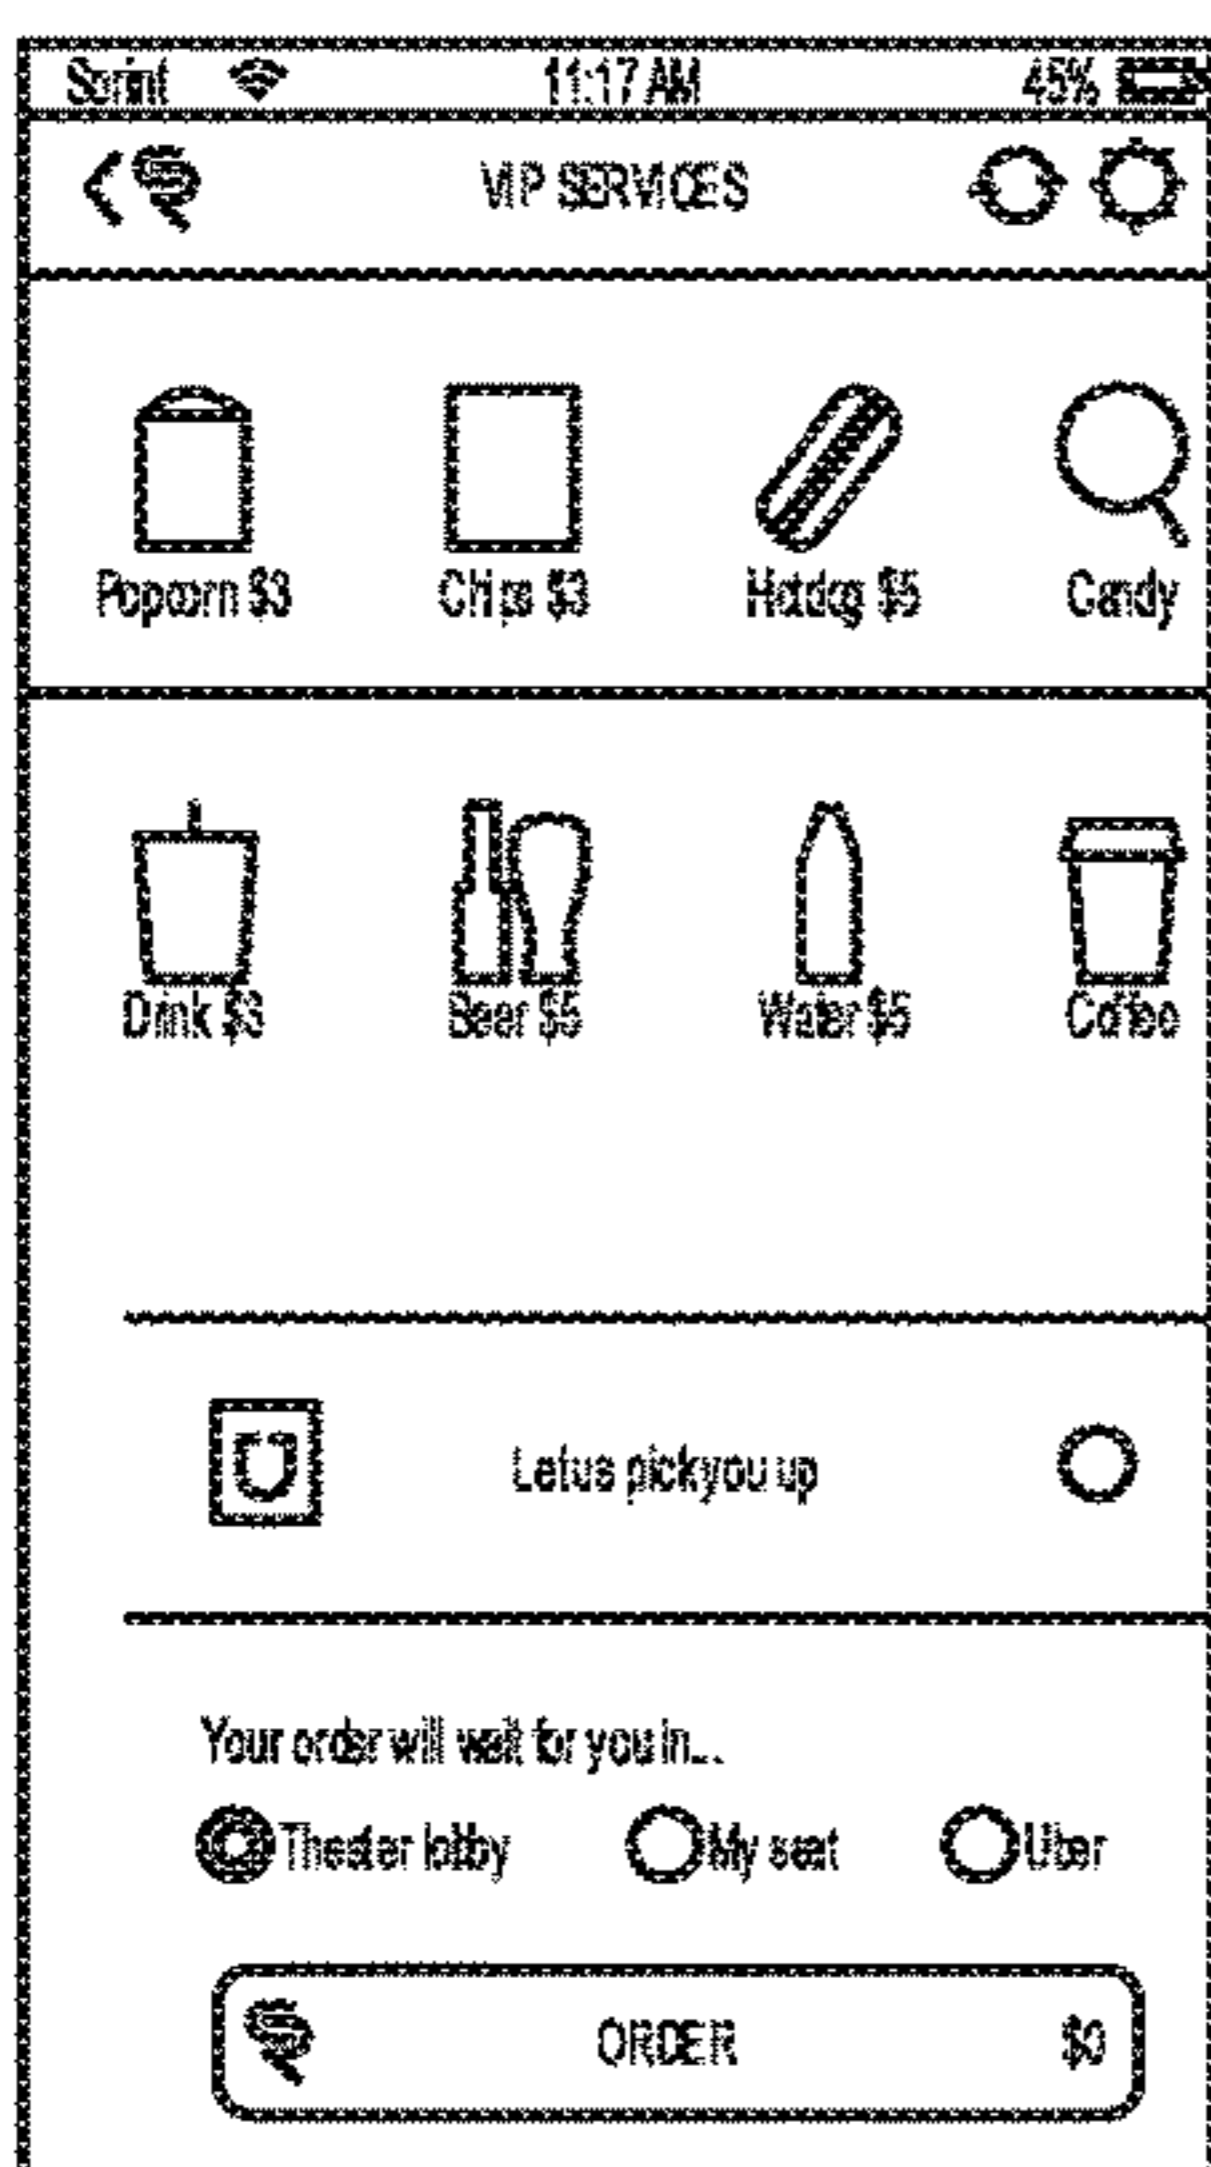 Sprint 11:17 AM 45%
VIP SERVICES
Popcorn $3 Chips $3 Hotdog $5 Candy
Drink $3 Beer $5 Water $5 Coffee
Let us pick you up
Your order will wait for you in...
Theater lobby My seat Uber
ORDER $0